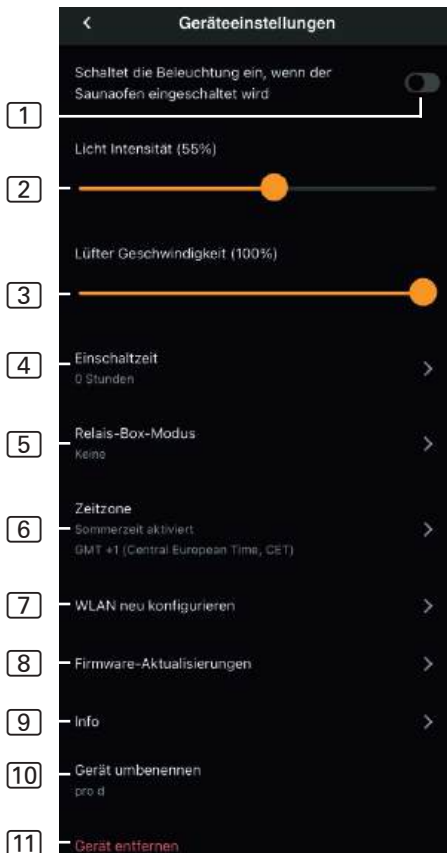 Geräteeinstellungen
Schaltet die Beleuchtung ein, wenn der
Saunaofen eingeschaltet wird
1
Licht Intensität (55%)
2
Lüfter Geschwindigkeit (100%)
3
4
Einschaltzeit
0 Stunden
5
Relais-Box-Modus
Keine
6
Zeitzone
Sommerzeit aktiviert
GMT +1 (Central European Time, CET)
7
WLAN neu konfigurieren
8
Firmware-Aktualisierungen
9
Info
10
Gerät umbenennen
pro d
11
Gerät entfernen